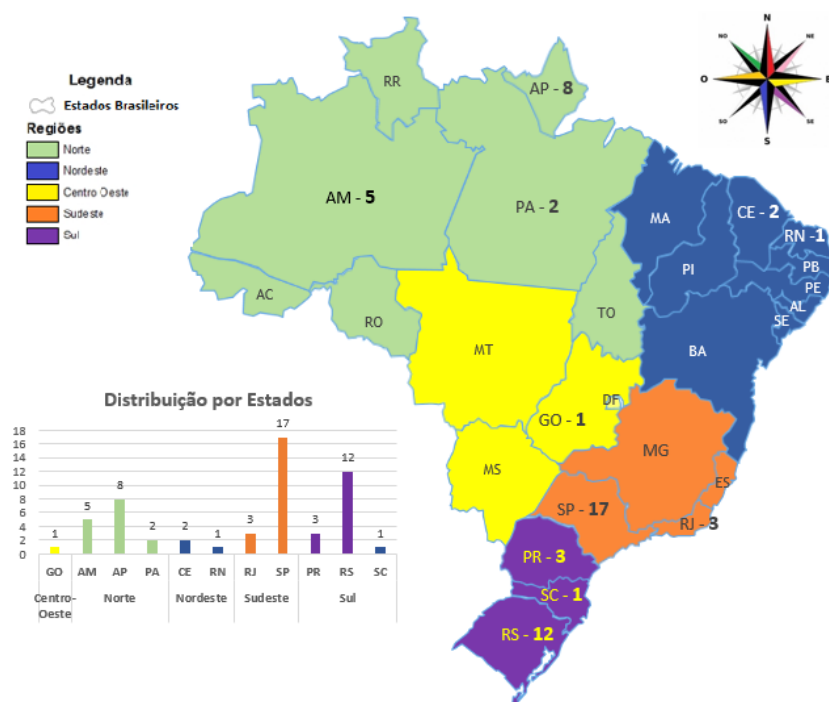 N
NO
NE
O
E
SO
SE
S
Legenda
Estados Brasileiros
Regiões
Norte
Nordeste
Centro Oeste
Sudeste
Sul
RR
AP - 8
AM - 5
PA - 2
MA
CE - 2
RN -1
PI
PB
PE
AL
SE
AC
RO
TO
MT
BA
GO - 1
DF
MS
MG
ES
SP - 17
RJ - 3
PR - 3
SC - 1
RS - 12
Distribuição por Estados
18
16
14
12
10
8
6
4
2
0
1
5
8
2
2
1
3
17
3
12
1
GO AM AP PA CE RN RJ SP PR RS SC
Centro-Oeste Norte Nordeste Sudeste Sul